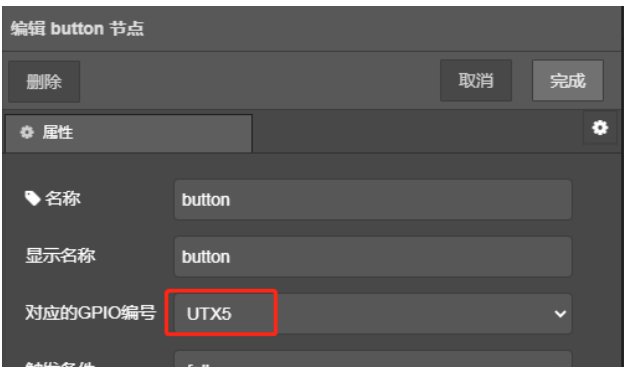 编辑 button 节点
删除 取消 完成
属性
名称 button
显示名称 button
对应的GPIO编号 UTX5